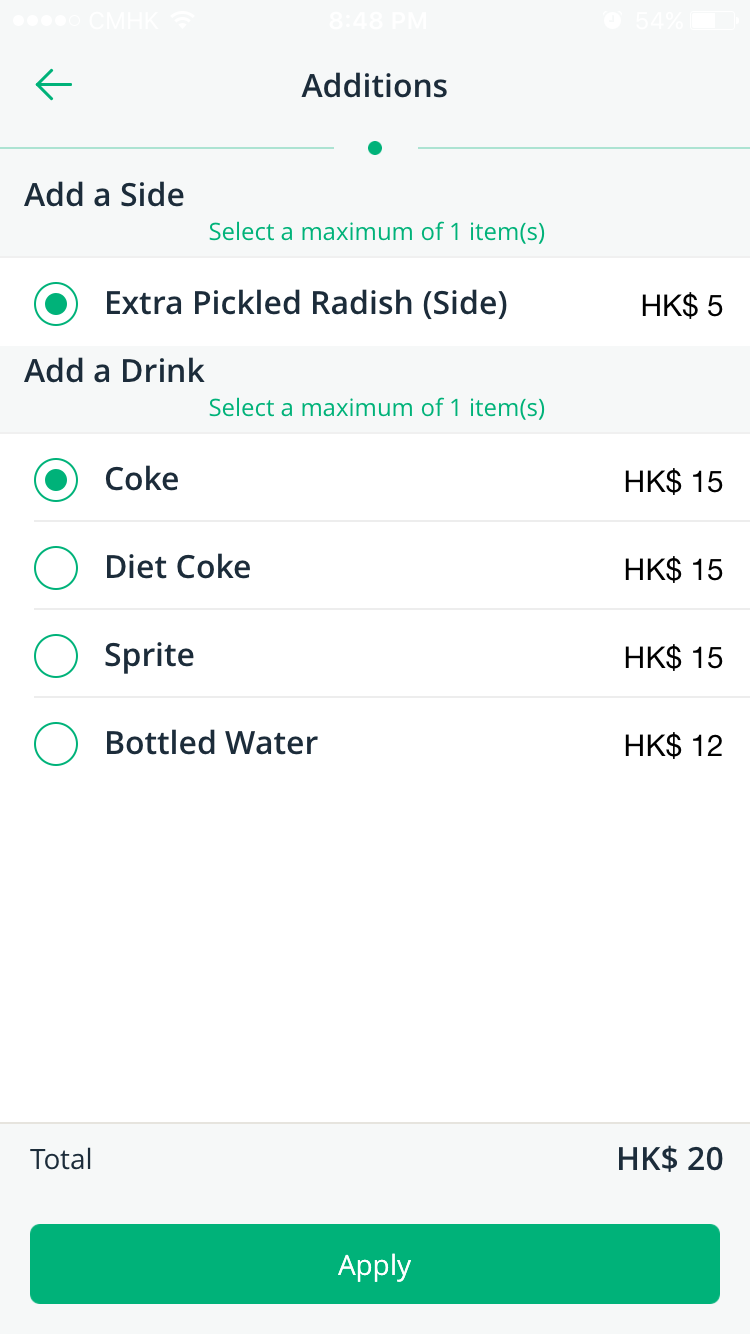 CMHK 8:48 PM 54%
Additions
Add a Side
Select a maximum of 1 item(s)
Extra Pickled Radish (Side) HK$ 5
Add a Drink
Select a maximum of 1 item(s)
Coke HK$ 15
Diet Coke HK$ 15
Sprite HK$ 15
Bottled Water HK$ 12
Total HK$ 20
Apply